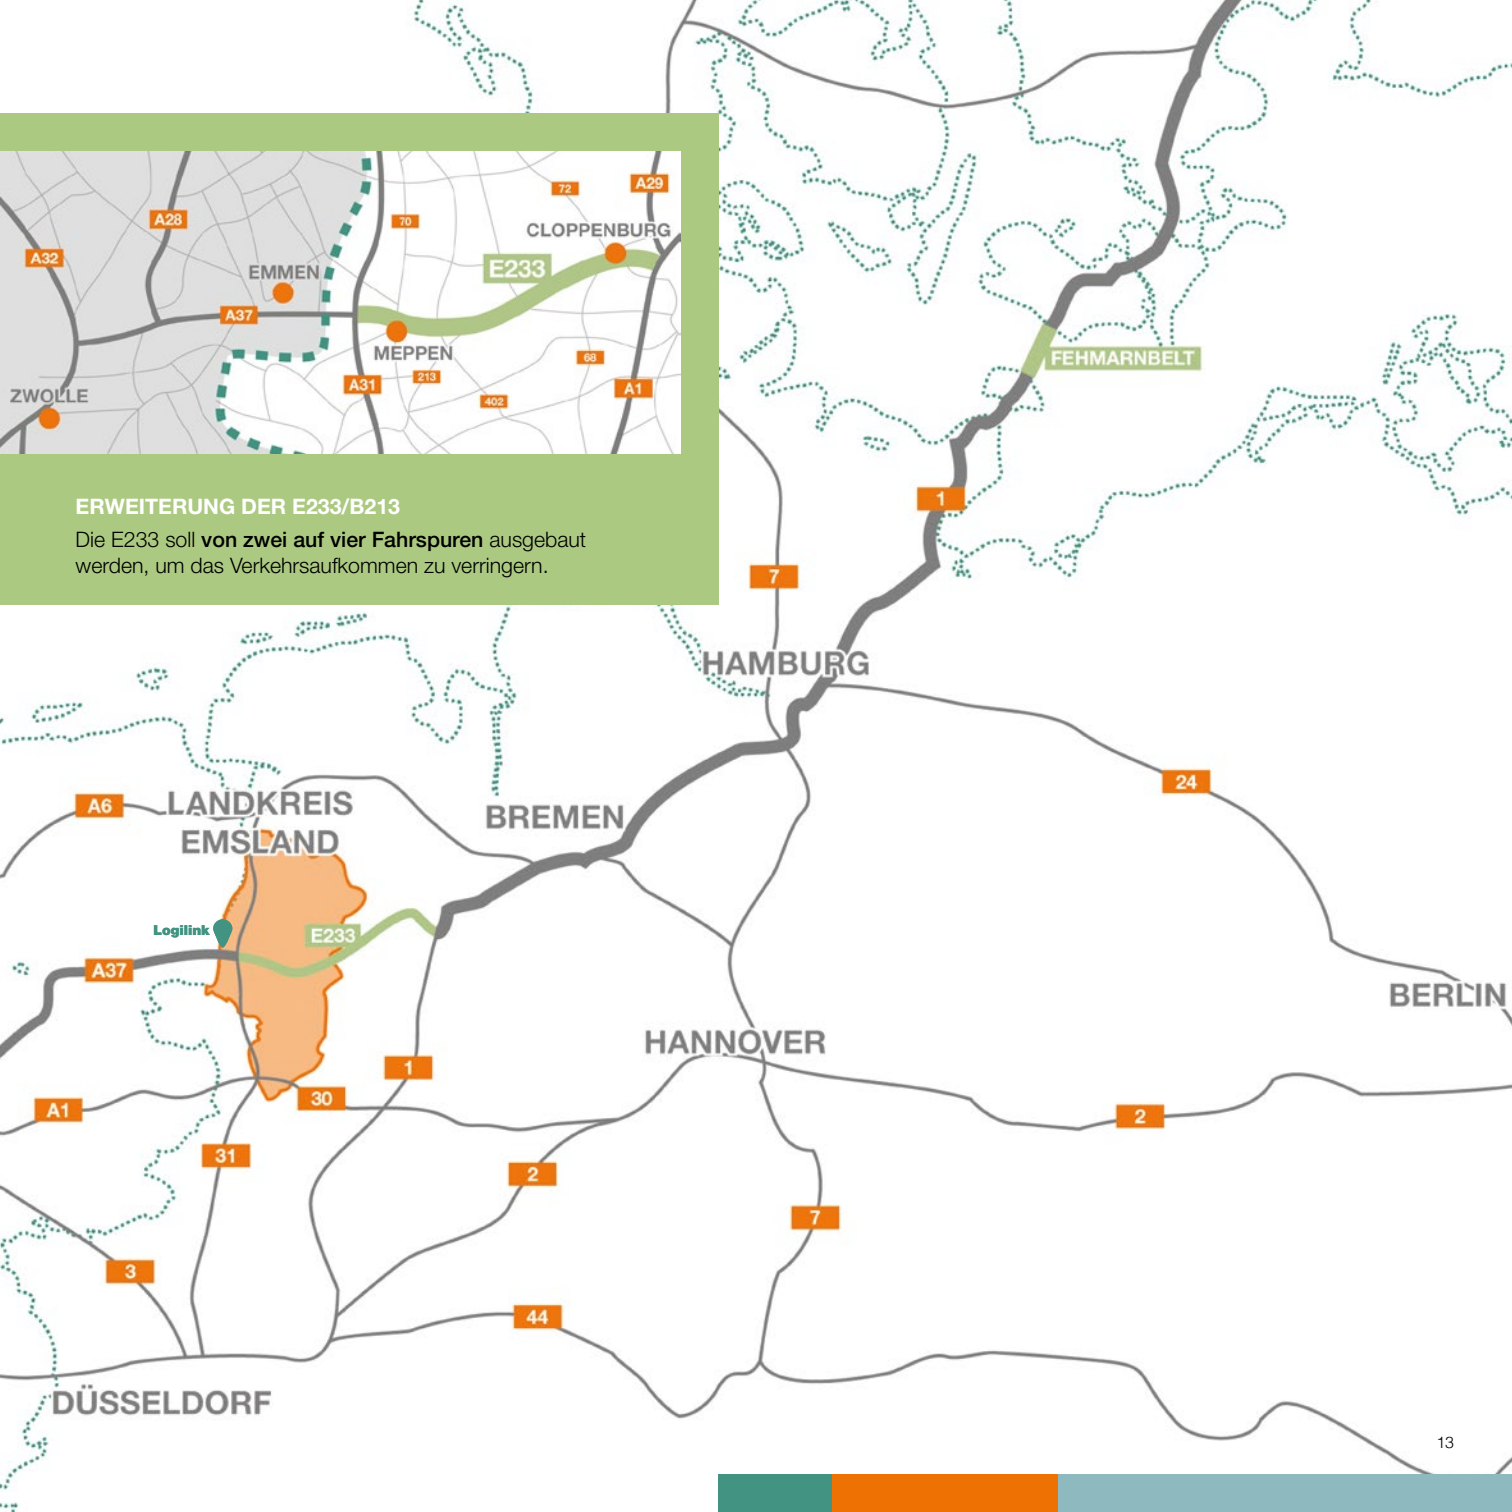 72
A29
A28
70
CLOPPENBURG
A32
E233
EMMEN
A37
MEPPEN
68
213
A31
A1
ZWOLLE
402
FEHMARNBELT
ERWEITERUNG DER E233/B213
Die E233 soll von zwei auf vier Fahrspuren ausgebaut
werden, um das Verkehrsaufkommen zu verringern.
1
7
HAMBURG
24
A6
LANDKREIS
EMSLAND
BREMEN
Logilink
E233
A37
BERLIN
HANNOVER
1
30
A1
2
31
2
7
3
44
DÜSSELDORF
13